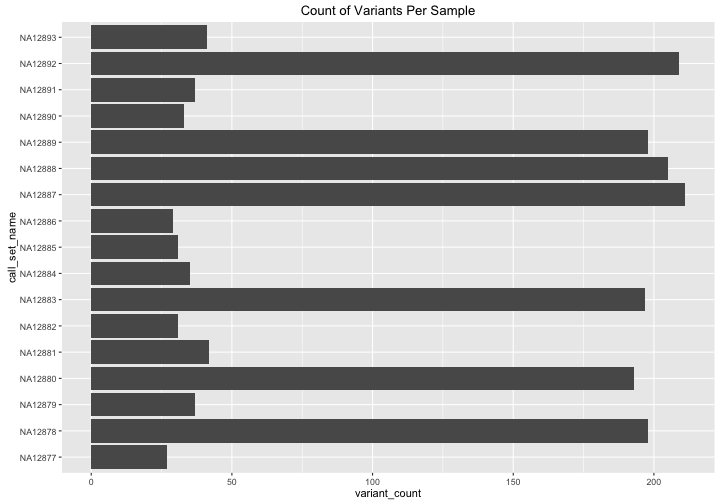 Count of Variants Per Sample
NA12893
NA12892
NA12891
NA12890
NA12889
NA12888
NA12887
NA12886
NA12885
NA12884
NA12883
NA12882
NA12881
NA12880
NA12879
NA12878
NA12877
call_set_name
0 50 100 150 200
variant_count